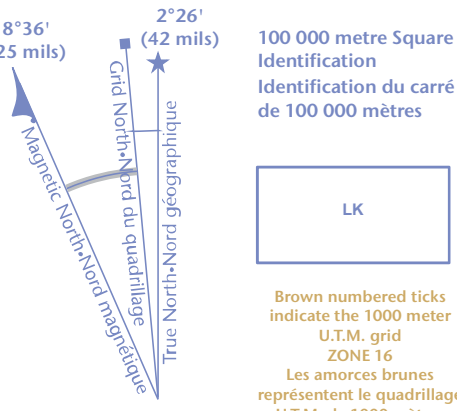 8°36'
25 mils)
2°26'
(42 mils)
Magnetic North•Nord magnétique
Grid North•Nord du quadrillage
True North•Nord géographique
100 000 metre Square
Identification
Identification du carré
de 100 000 mètres
LK
Brown numbered ticks
indicate the 1000 meter
U.T.M. grid
ZONE 16
Les amorces brunes
représentent le quadrillage